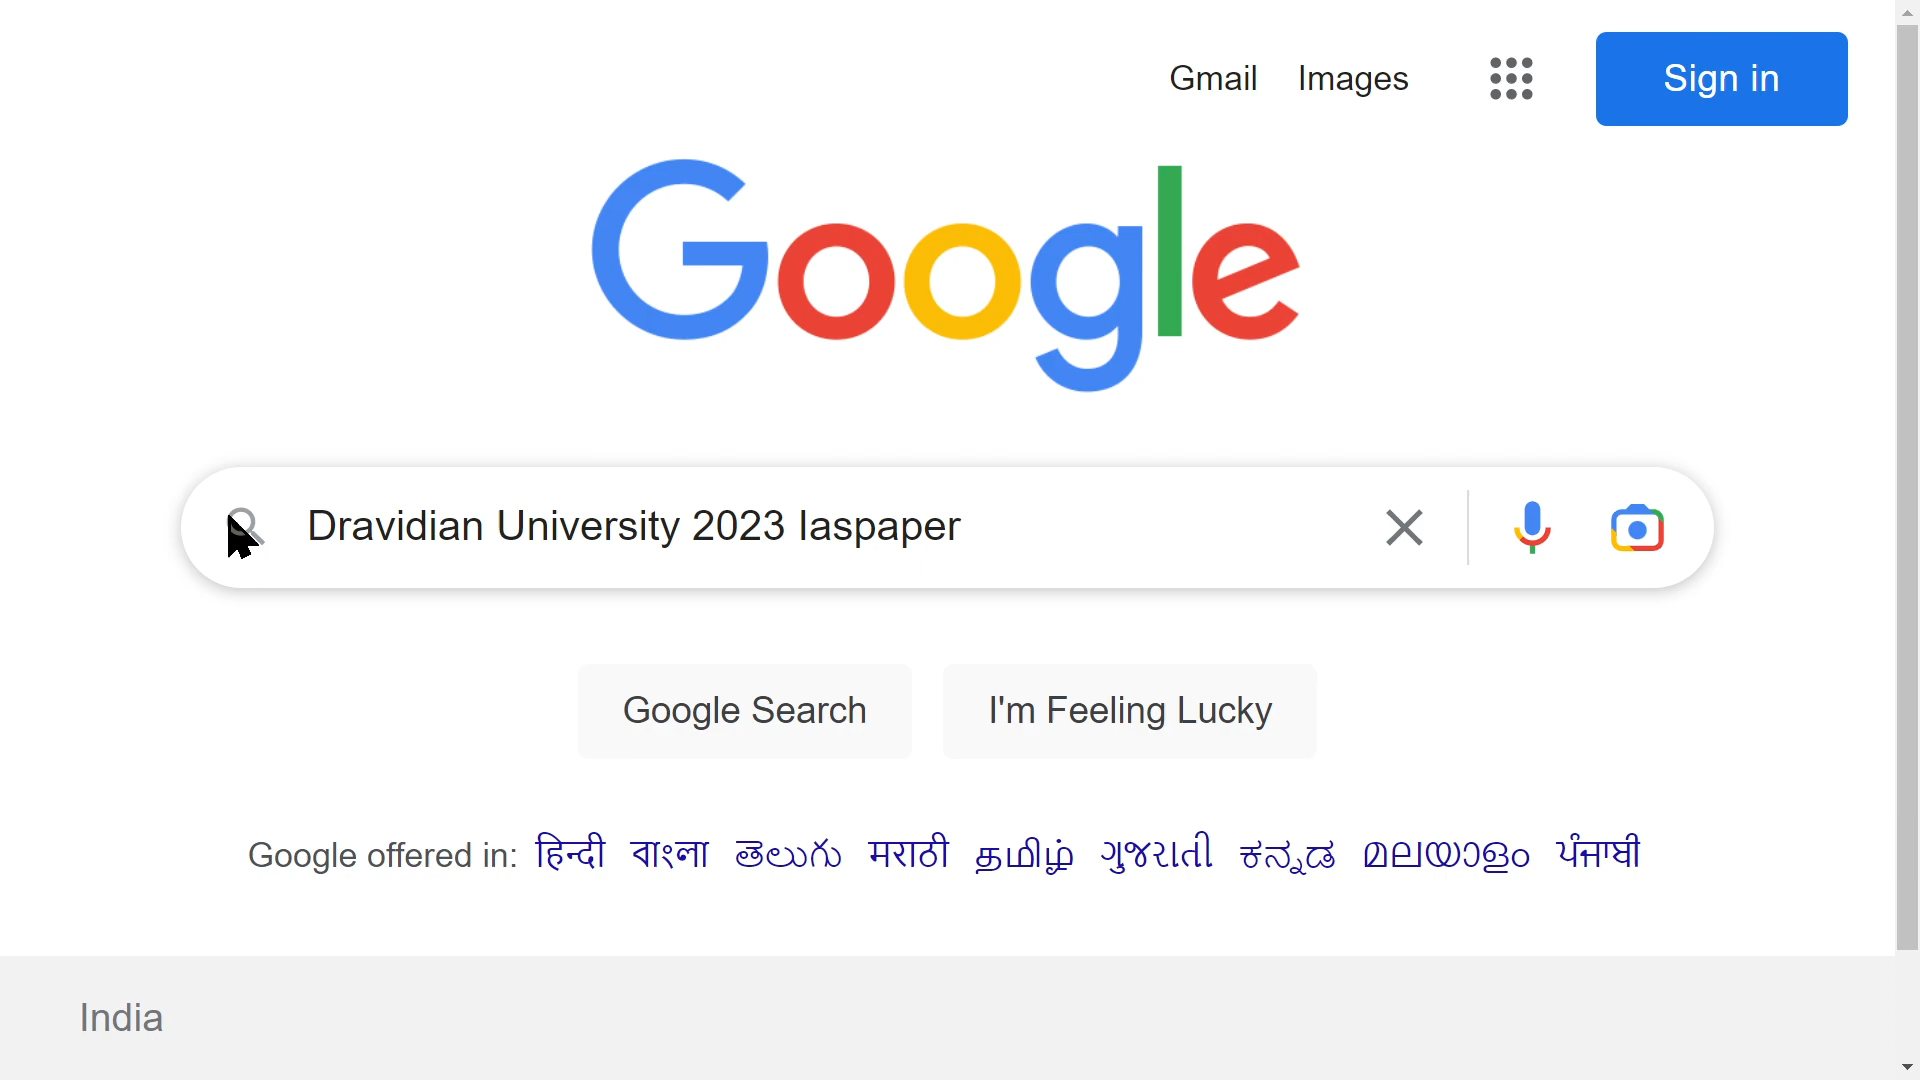 Gmail Images Sign in
Google
Dravidian University 2023 Iaspaper
Google Search I'm Feeling Lucky
Google offered in: हिन्दी বাংলা తెలుగు मराठी தமிழ் ગુજરાતી ಕನ್ನಡ മലയാളം ਪੰਜਾਬੀ
India